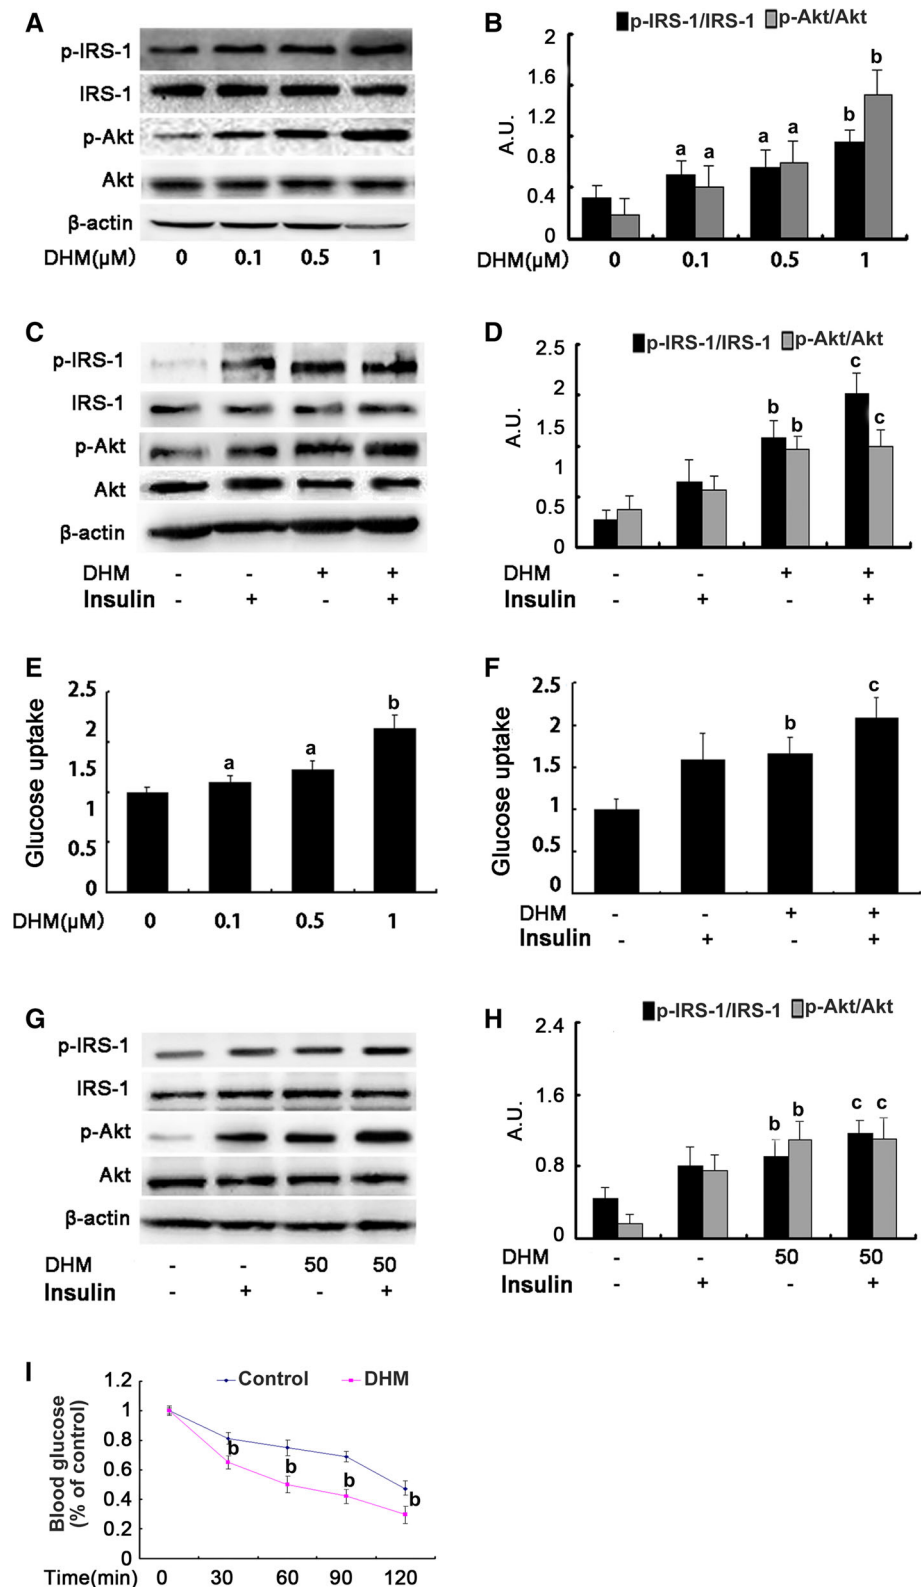 A
p-IRS-1
IRS-1
p-Akt
Akt
β-actin
DHM(μM) 0 0.1 0.5 1
B
p-IRS-1/IRS-1 p-Akt/Akt
2
1.6
1.2
0.8
0.4
0
A.U.
a a a a b b
DHM(μM) 0 0.1 0.5 1
C
p-IRS-1
IRS-1
p-Akt
Akt
β-actin
DHM - - + +
Insulin - + - +
D
p-IRS-1/IRS-1 p-Akt/Akt
2.5
2
1.5
1
0.5
0
A.U.
b b c c
DHM - - + +
Insulin - + - +
E
2.5
2
1.5
1
0.5
0
Glucose uptake
a a b
DHM(μM) 0 0.1 0.5 1
F
2.5
2
1.5
1
0.5
0
Glucose uptake
b c
DHM - - + +
Insulin - + - +
G
p-IRS-1
IRS-1
p-Akt
Akt
β-actin
DHM - - 50 50
Insulin - + - +
H
p-IRS-1/IRS-1 p-Akt/Akt
2.4
1.6
0.8
0
A.U.
b b c c
DHM - - 50 50
Insulin - + - +
I
Control DHM
1.2
1
0.8
0.6
0.4
0.2
0
Blood glucose
(% of control)
b b b b
Time(min) 0 30 60 90 120